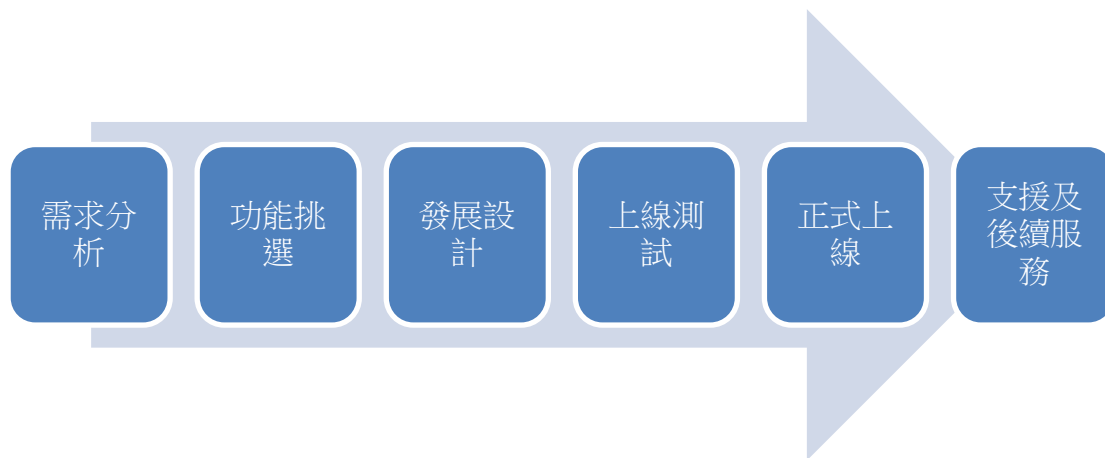 需求分
析
功能挑
選
發展設
計
上線測
試
正式上
線
支援及
後續服
務